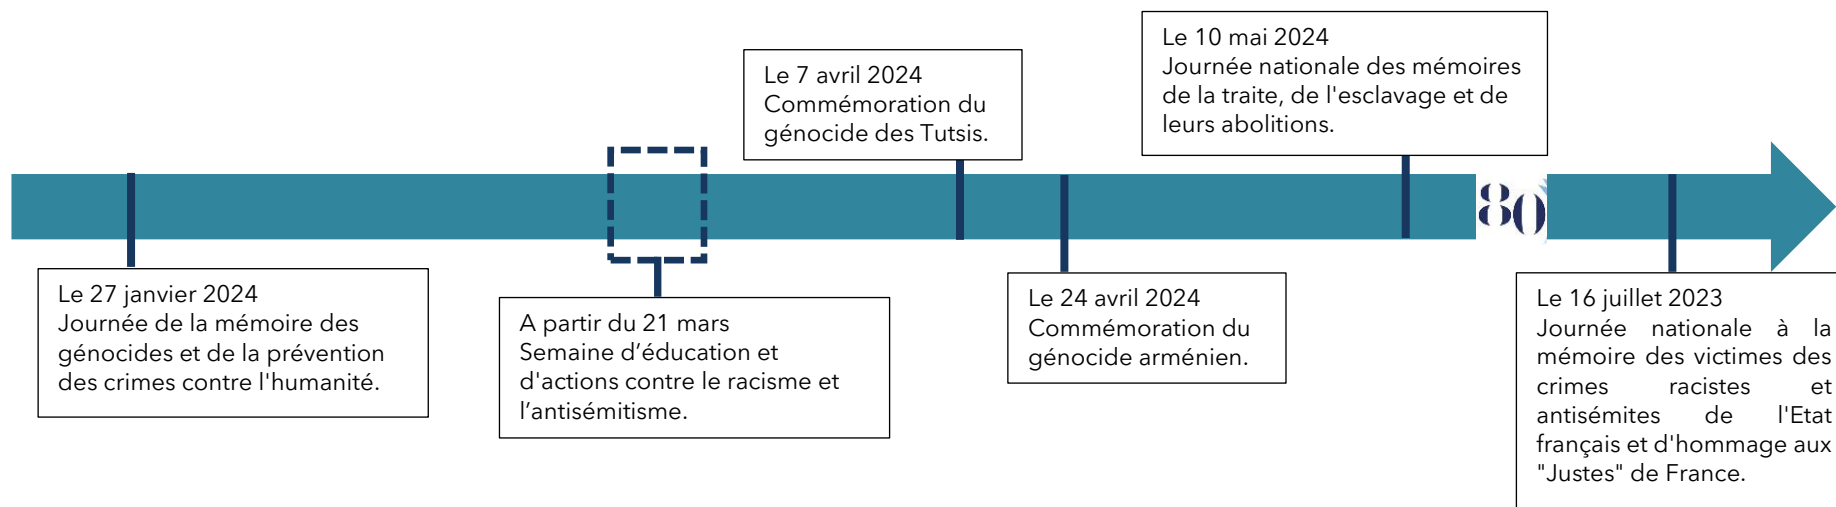 Le 27 janvier 2024
Journée de la mémoire des
génocides et de la prévention
des crimes contre l'humanité.
A partir du 21 mars
Semaine d’éducation et
d'actions contre le racisme et
l’antisémitisme.
Le 7 avril 2024
Commémoration du
génocide des Tutsis.
Le 24 avril 2024
Commémoration du
génocide arménien.
Le 10 mai 2024
Journée nationale des mémoires
de la traite, de l'esclavage et de
leurs abolitions.
80
Le 16 juillet 2023
Journée nationale à la
mémoire des victimes des
crimes racistes et
antisémites de l'Etat
français et d'hommage aux
"Justes" de France.